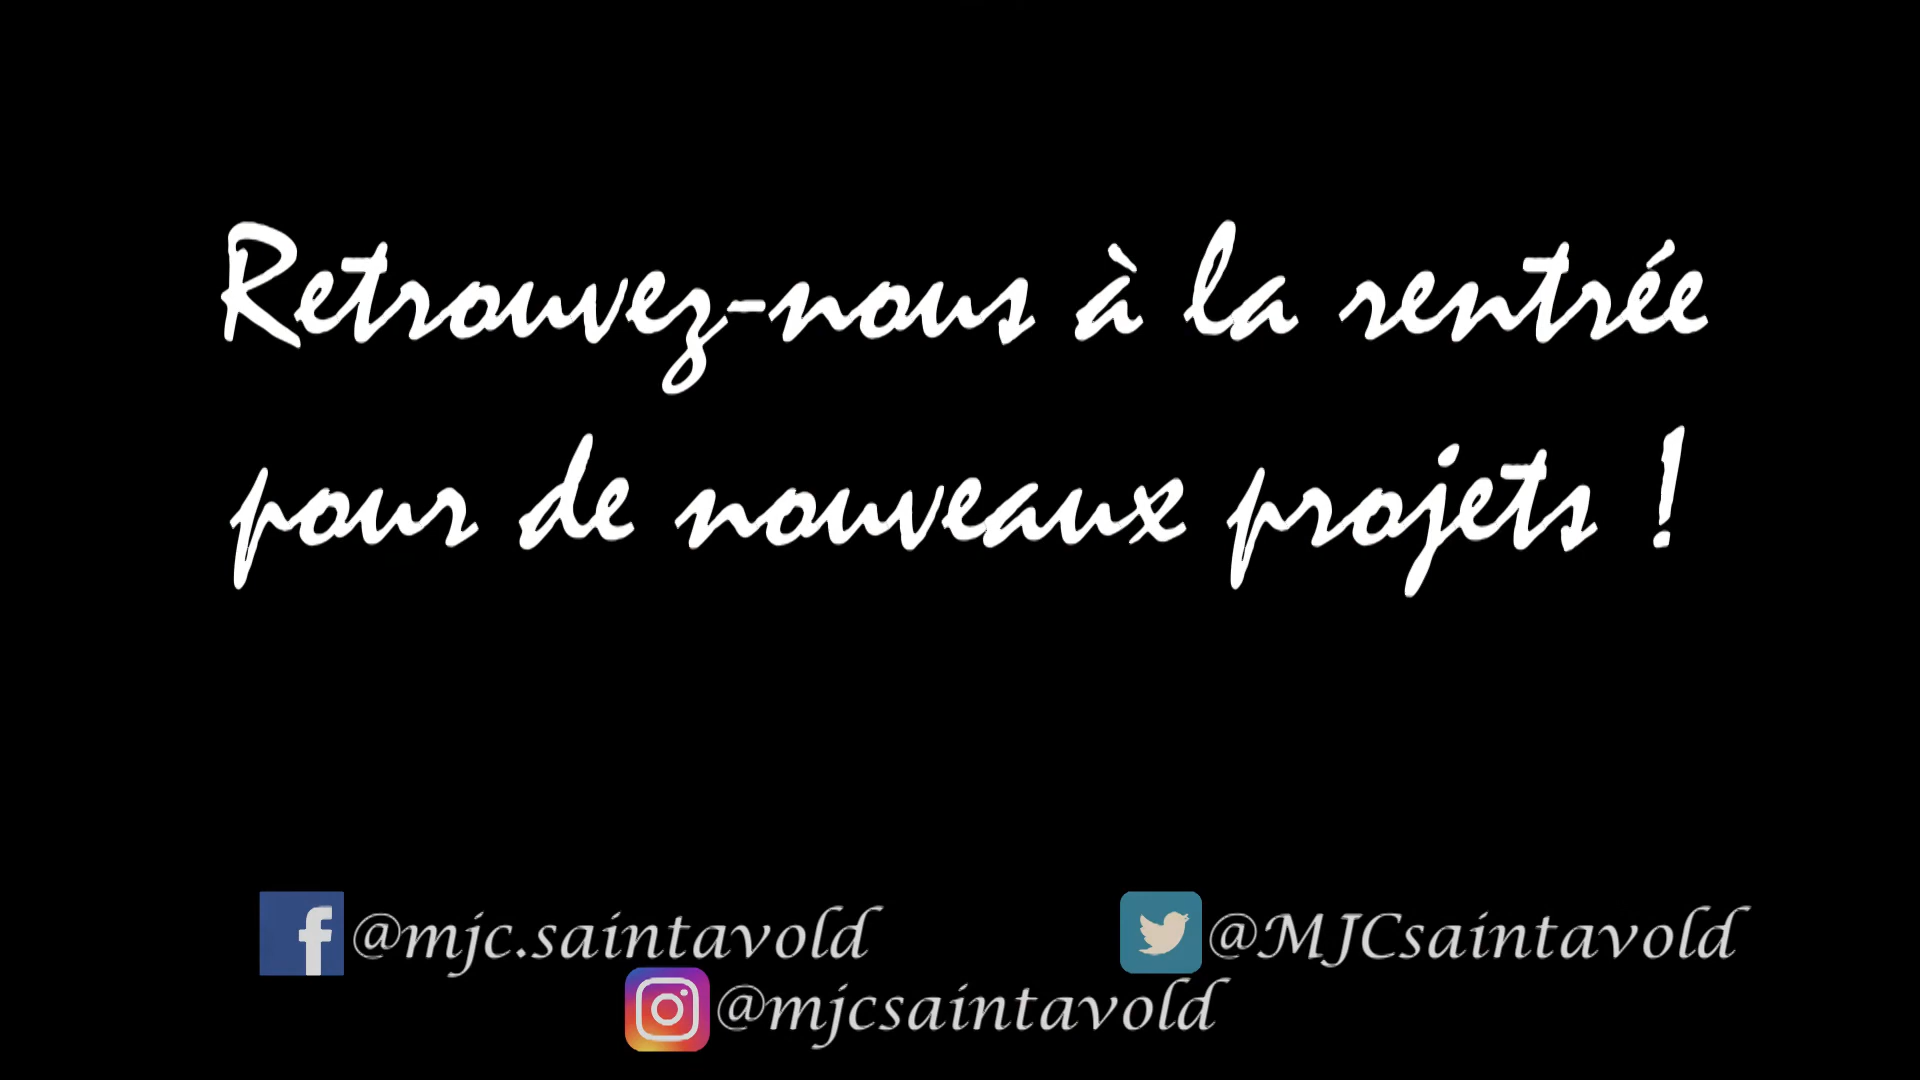 Retrouvez-nous à la rentrée
pour de nouveaux projets !
@mjc.saintavold
@MJCsaintavold
@mjcsaintavold